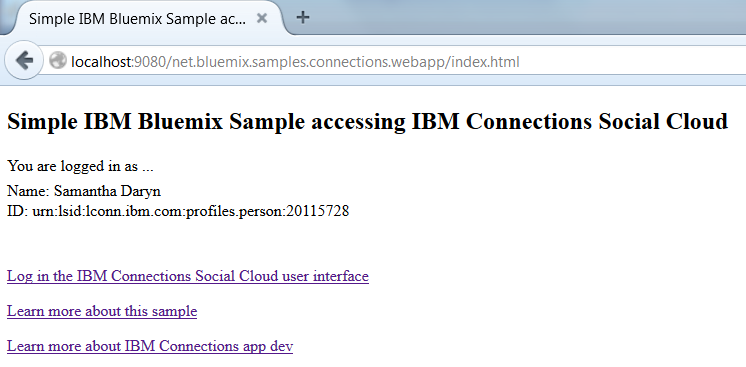 Simple IBM Bluemix Sample ac...
localhost:9080/net.bluemix.samples.connections.webapp/index.html
Simple IBM Bluemix Sample accessing IBM Connections Social Cloud
You are logged in as ...
Name: Samantha Daryn
ID: urn:lsid:lconn.ibm.com:profiles.person:20115728
Log in the IBM Connections Social Cloud user interface
Learn more about this sample
Learn more about IBM Connections app dev